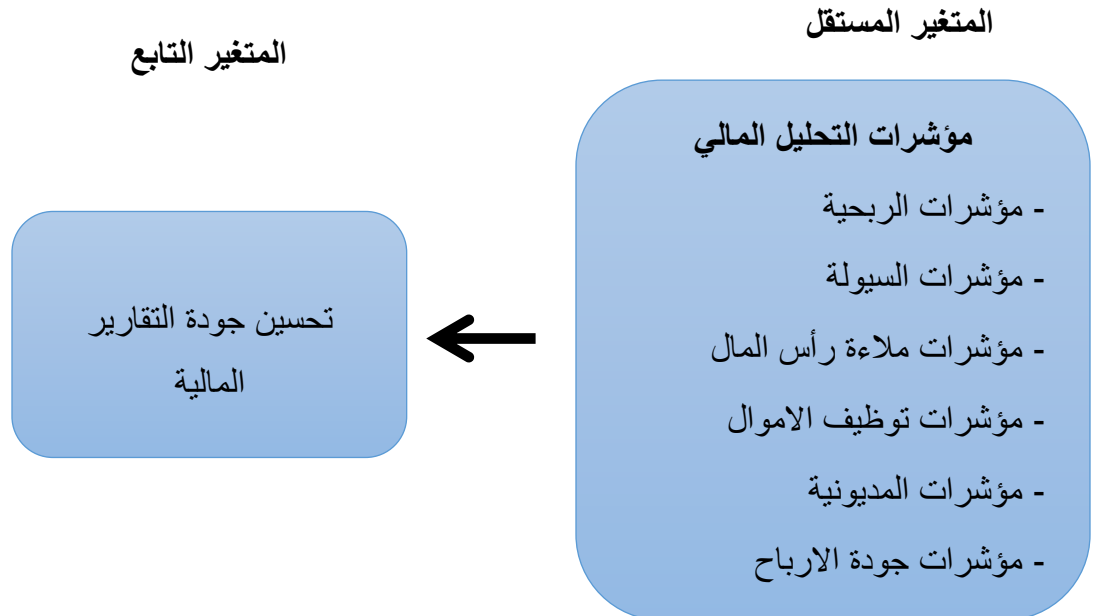 المتغير المستقل
المتغير التابع
مؤشرات التحليل المالي
- مؤشرات الربحية
- مؤشرات السيولة
- مؤشرات ملاءة رأس المال
- مؤشرات توظيف الاموال
- مؤشرات المديونية
- مؤشرات جودة الارباح
تحسين جودة التقارير
المالية